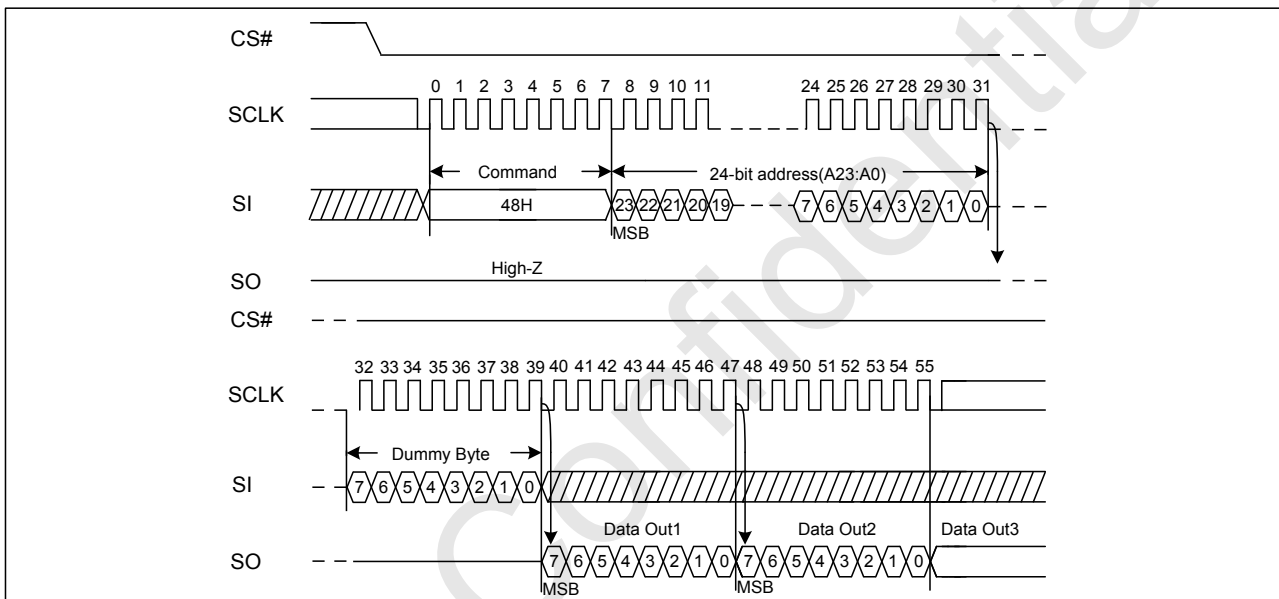 CS#
0 1 2 3 4 5 6 7 8 9 10 11 24 25 26 27 28 29 30 31
SCLK
Command 24-bit address(A23:A0)
SI 48H 23 22 21 20 19 7 6 5 4 3 2 1 0
MSB
High-Z
SO
CS#
32 33 34 35 36 37 38 39 40 41 42 43 44 45 46 47 48 49 50 51 52 53 54 55
SCLK
Dummy Byte
SI 7 6 5 4 3 2 1 0
Data Out1 Data Out2 Data Out3
SO 7 6 5 4 3 2 1 0 7 6 5 4 3 2 1 0
MSB MSB
Confidentia